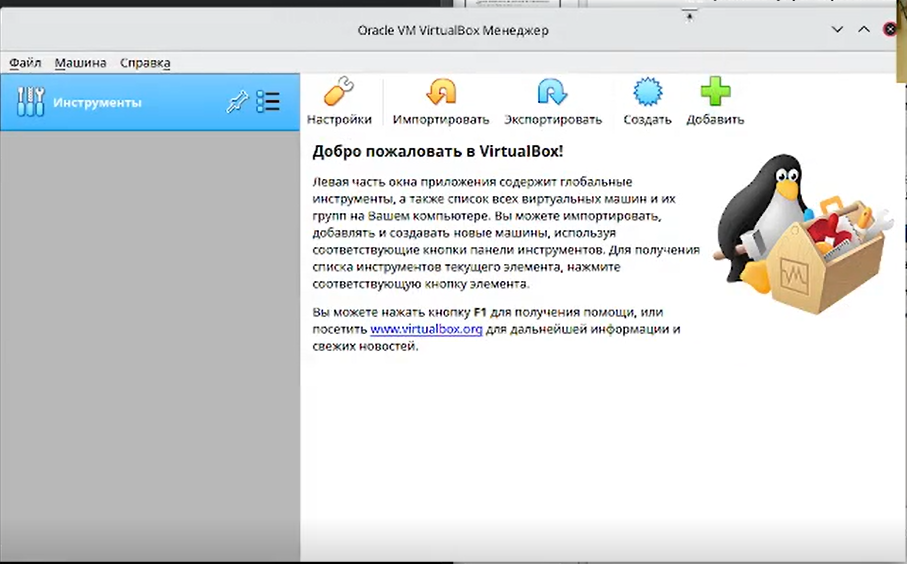 Oracle VM VirtualBox Менеджер
Файл Машина Справка
Инструменты
Настройки Импортировать Экспортировать Создать Добавить
Добро пожаловать в VirtualBox!
Левая часть окна приложения содержит глобальные
инструменты, а также список всех виртуальных машин и их
групп на Вашем компьютере. Вы можете импортировать,
добавлять и создавать новые машины, используя
соответствующие кнопки панели инструментов. Для получения
списка инструментов текущего элемента, нажмите
соответствующую кнопку элемента.
Вы можете нажать кнопку F1 для получения помощи, или
посетить www.virtualbox.org для дальнейшей информации и
свежих новостей.